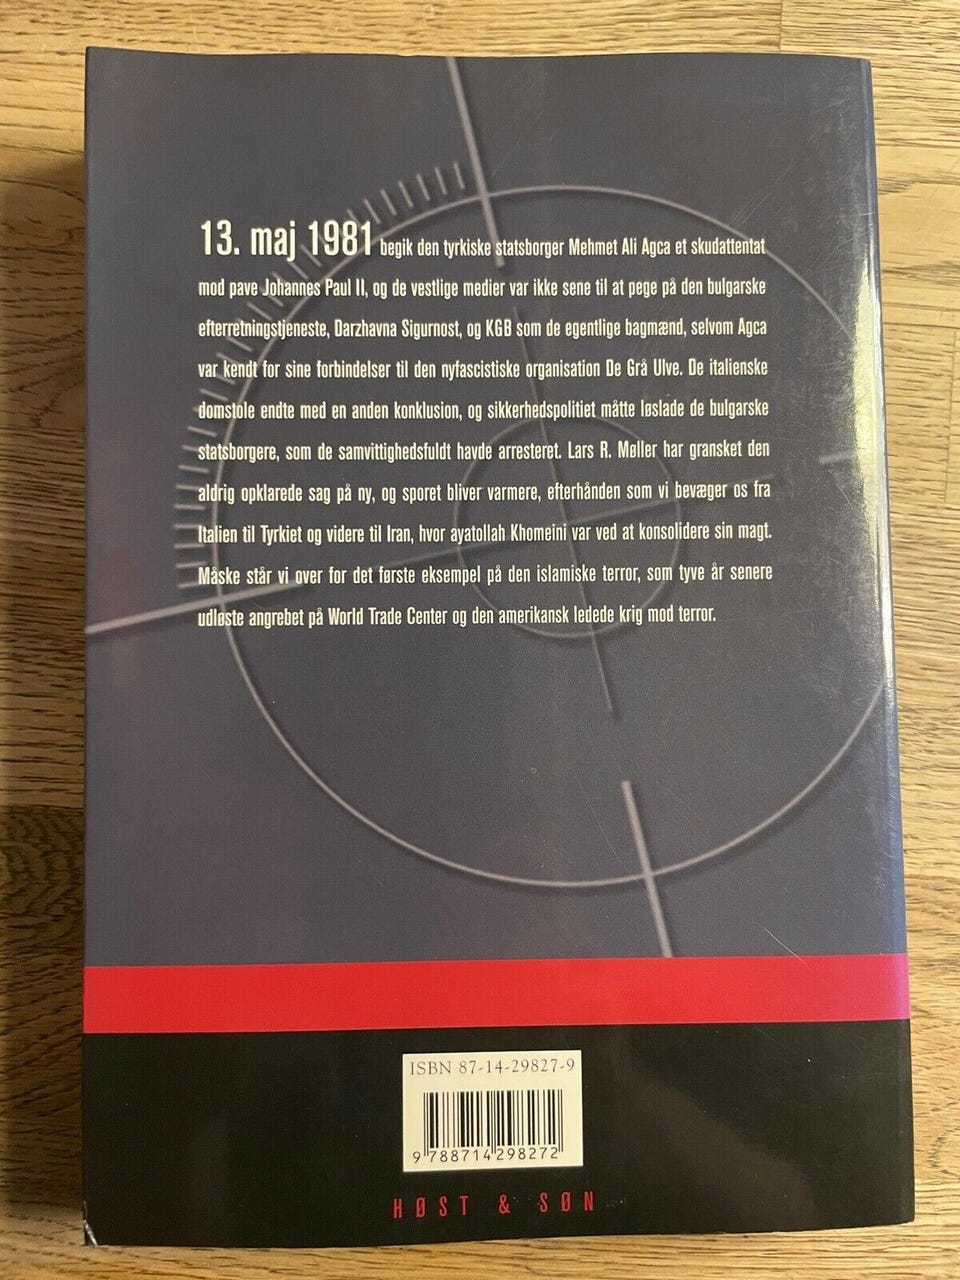 13. maj 1981 begik den tyrkiske statsborger Mehmet Ali Agca et skudattentat
mod pave Johannes Paul II, og de vestlige medier var ikke sene til at pege på den bulgarske
efterretningstjeneste, Darzhavna Sigurnost, og KGB som de egentlige bagmænd, selvom Agca
var kendt for sine forbindelser til den nyfascistiske organisation De Grå Ulve. De italienske
domstole endte med en anden konklusion, og sikkerhedspolitiet måtte løslade de bulgarske
statsborgere, som de samvittighedsfuldt havde arresteret. Lars R. Møller har gransket den
aldrig opklarede sag på ny, og sporet bliver varmere, efterhånden som vi bevæger os fra
Italien til Tyrkiet og videre til Iran, hvor ayatollah Khomeini var ved at konsolidere sin magt.
Måske står vi over for det første eksempel på den islamiske terror, som tyve år senere
udløste angrebet på World Trade Center og den amerikansk ledede krig mod terror.
ISBN 87-14-29827-9
9 788714 298272
HØST & SØN